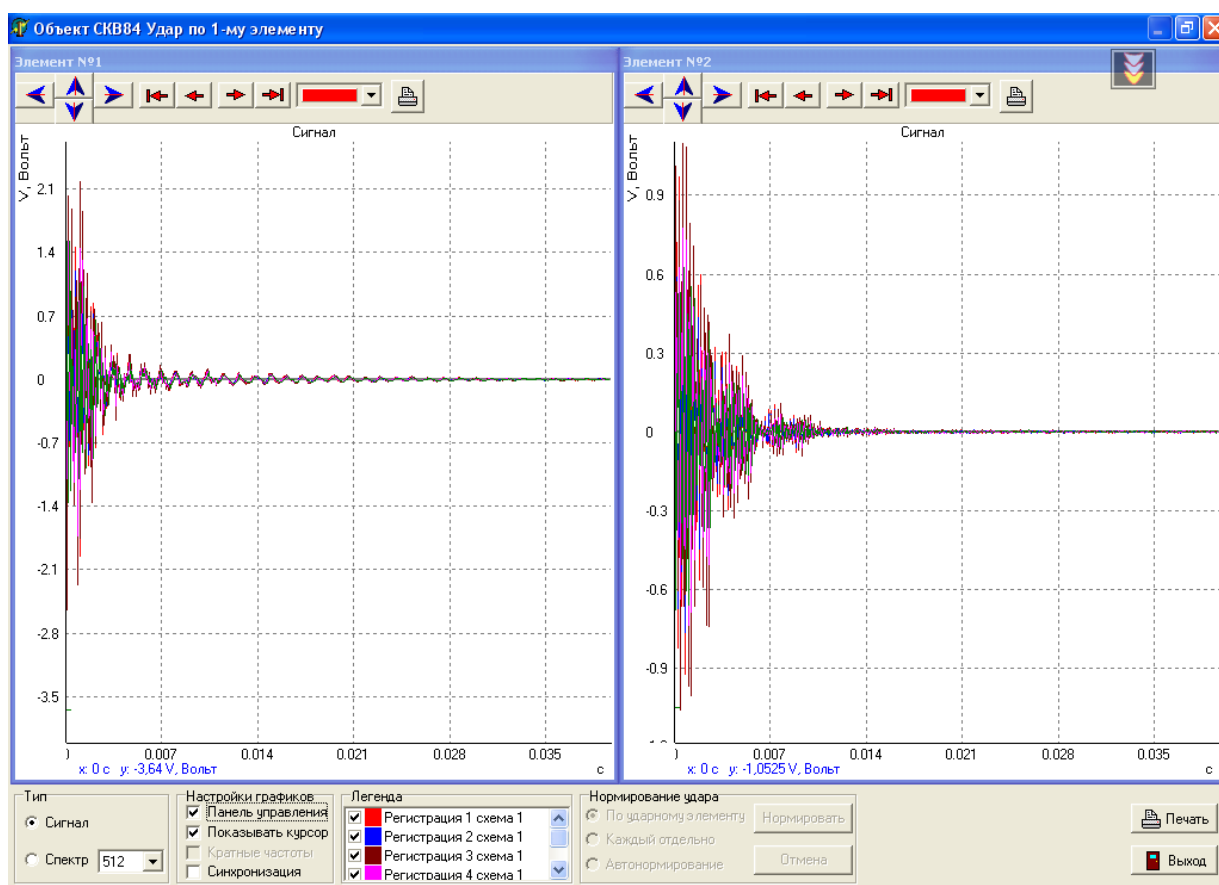 Объект СКВ84 Удар по 1-му элементу
Элемент №1
Сигнал
V, Вольт
2.1
1.4
0.7
0
-0.7
-1.4
-2.1
-2.8
-3.5
0.007 0.014 0.021 0.028 0.035
x: 0 с y: -3,64 V, Вольт
с
Элемент №2
Сигнал
V, Вольт
0.9
0.6
0.3
0
-0.3
-0.6
-0.9
0.007 0.014 0.021 0.028 0.035
x: 0 с y: -1,0525 V, Вольт
с
Тип
Сигнал
Спектр 512
Настройки графиков
Панель управления
Показывать курсор
Кратные частоты
Синхронизация
Легенда
Регистрация 1 схема 1
Регистрация 2 схема 1
Регистрация 3 схема 1
Регистрация 4 схема 1
Нормирование удара
По ударному элементу
Каждый отдельно
Автонормирование
Нормировать
Отмена
Печать
Выход